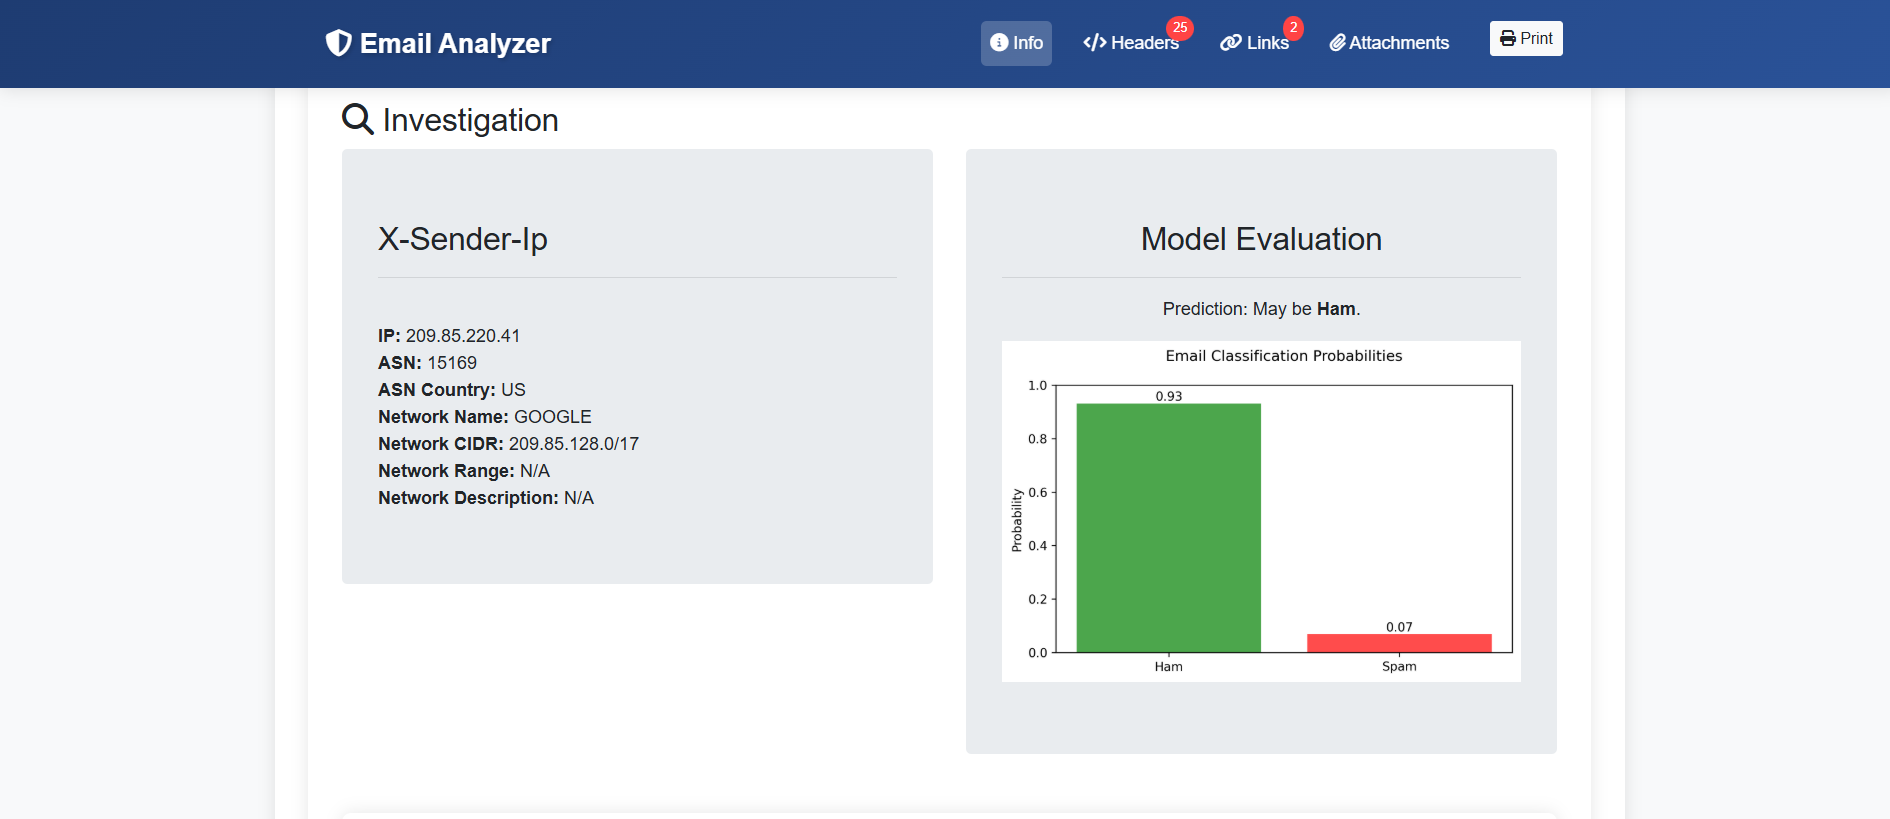 Email Analyzer
Info
Headers
25
Links
2
Attachments
Print
Investigation
X-Sender-Ip
IP: 209.85.220.41
ASN: 15169
ASN Country: US
Network Name: GOOGLE
Network CIDR: 209.85.128.0/17
Network Range: N/A
Network Description: N/A
Model Evaluation
Prediction: May be Ham.
Email Classification Probabilities
Probability
1.0
0.8
0.6
0.4
0.2
0.0
0.93
0.07
Ham
Spam